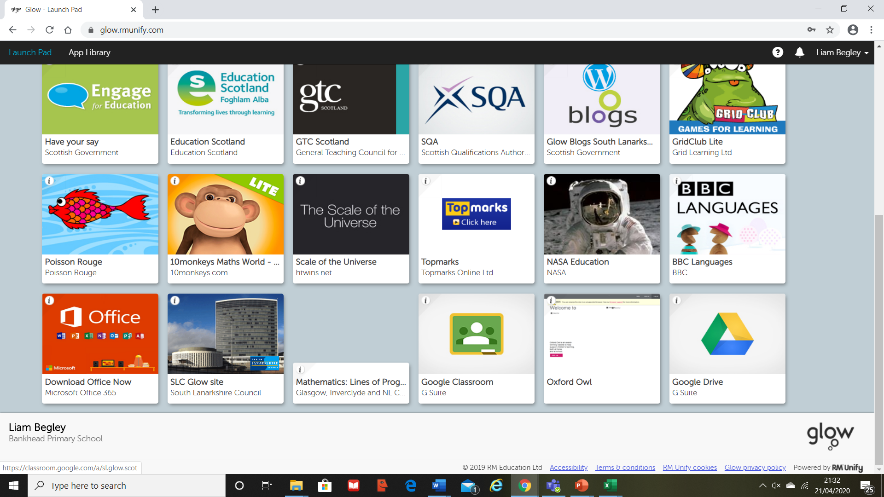 Glow - Launch Pad
glow.rmunify.com
Launch Pad
App Library
Liam Begley
Engage
for Education
Have your say
Scottish Government
Education
Scotland
Foghlam Alba
Transforming lives through learning
Education Scotland
Education Scotland
gtc
SCOTLAND
GTC Scotland
General Teaching Council for...
SQA
SQA
Scottish Qualifications Author...
blogs
Glow Blogs South Lanarks...
Scottish Government
GRID CLUB
GAMES FOR LEARNING
GridClub Lite
Grid Learning Ltd
Poisson Rouge
Poisson Rouge
LITE
10monkeys Maths World - ...
10monkeys.com
The Scale of the
Universe
Scale of the Universe
htwins.net
Topmarks
Click here
Topmarks
Topmarks Online Ltd
NASA Education
NASA
BBC
LANGUAGES
BBC Languages
BBC
Office
Microsoft
Download Office Now
Microsoft Office 365
SLC Glow site
South Lanarkshire Council
Mathematics: Lines of Prog...
Glasgow, Inverclyde and NL C...
Google Classroom
G Suite
Welcome to
Oxford Owl
Google Drive
G Suite
Liam Begley
Bankhead Primary School
glow
https://classroom.google.com/a/sl.glow.scot
© 2019 RM Education Ltd
Accessibility
Terms & conditions
RM Unify cookies
Glow privacy policy
Powered by RM Unify
Type here to search
21:32
21/04/2020
25